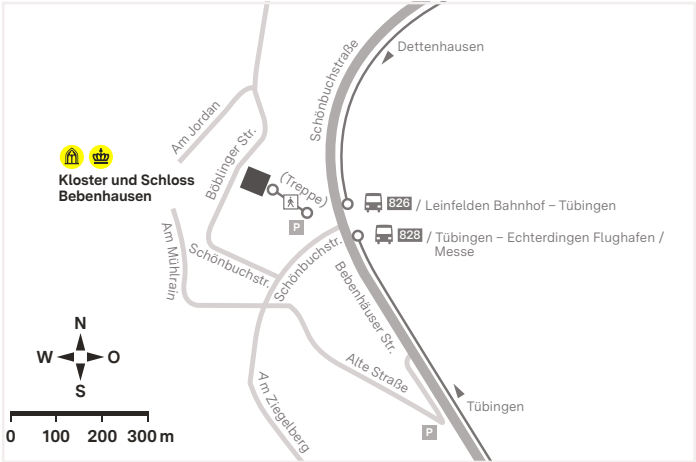 Dettenhausen
Schönbuchstraße
Am Jordan
Böblinger Str.
Kloster und Schloss
Bebenhausen
(Treppe)
P
826 / Leinfelden Bahnhof – Tübingen
828 / Tübingen – Echterdingen Flughafen /
Messe
Am Mühlrain
Schönbuchstr.
Schönbuchstr.
Bebenhäuser Str.
N
W O
S
Alte Straße
Am Ziegelberg
Tübingen
P
0 100 200 300 m